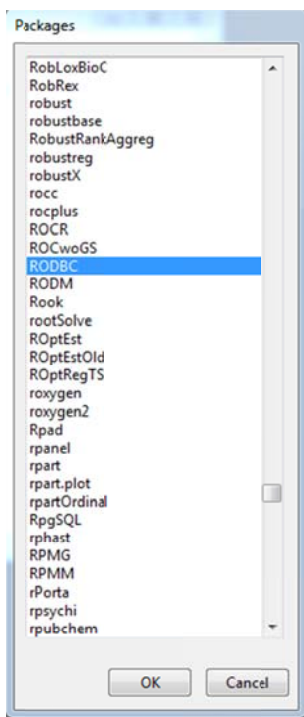 Packages
RobLoxBioC
RobRex
robust
robustbase
RobustRankAggreg
robustreg
robustX
rocc
rocplus
ROCR
ROCwoGS
RODBC
RODM
Rook
rootSolve
ROptEst
ROptEstOld
ROptRegTS
roxygen
roxygen2
Rpad
rpanel
rpart
rpart.plot
rpartOrdinal
RpgSQL
rphast
RPMG
RPMM
rPorta
rpsychi
rpubchem
OK Cancel